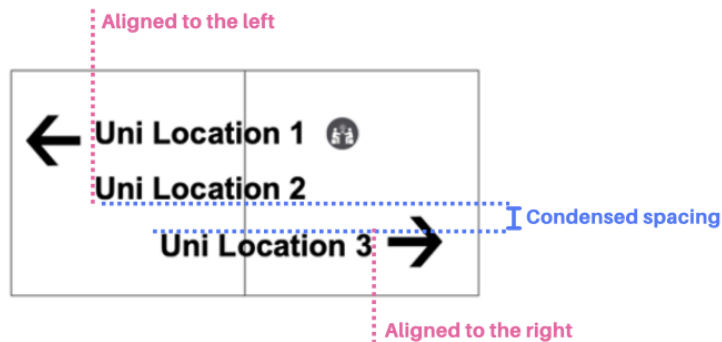 Aligned to the left
Uni Location 1
Uni Location 2
Condensed spacing
Uni Location 3
Aligned to the right